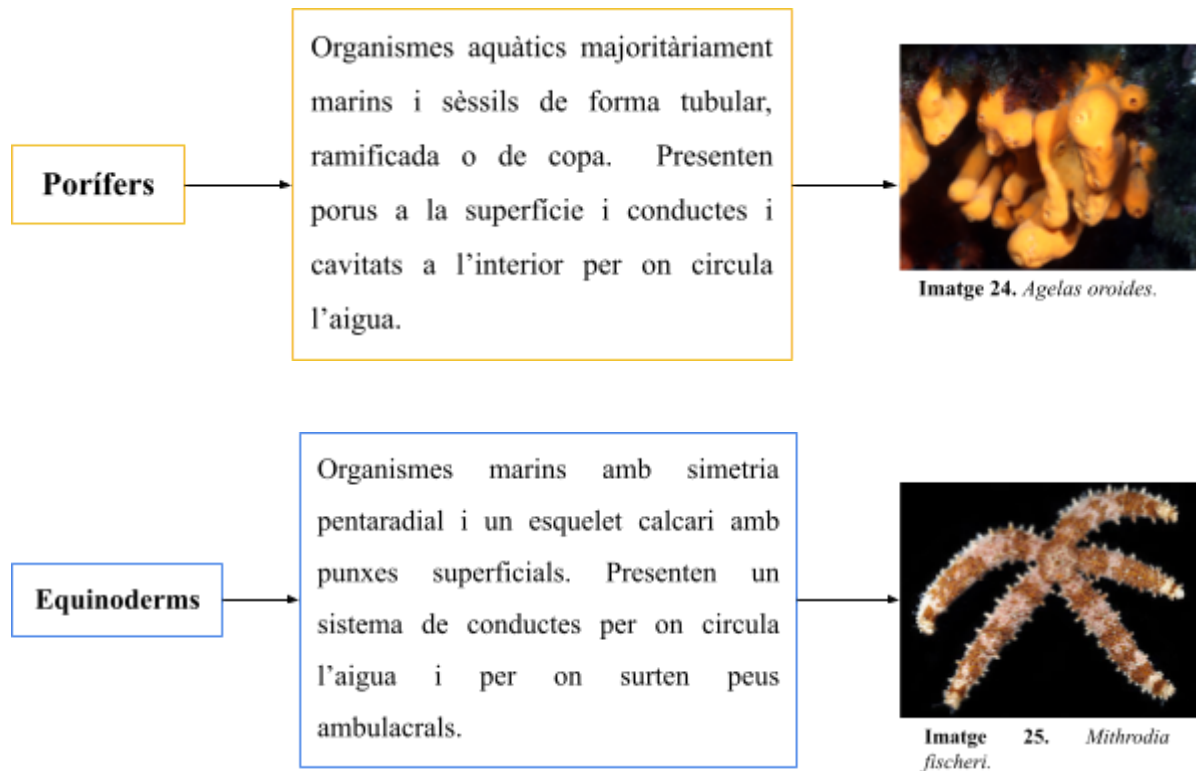 Porífers
Organismes aquàtics majoritàriament
marins i sèssils de forma tubular,
ramificada o de copa. Presenten
porus a la superfície i conductes i
cavitats a l’interior per on circula
l’aigua.
Imatge 24. Agelas oroides.
Equinoderms
Organismes marins amb simetria
pentaradial i un esquelet calcari amb
punxes superficials. Presenten un
sistema de conductes per on circula
l’aigua i per on surten peus
ambulacrals.
Imatge 25. Mithrodia
fischeri.